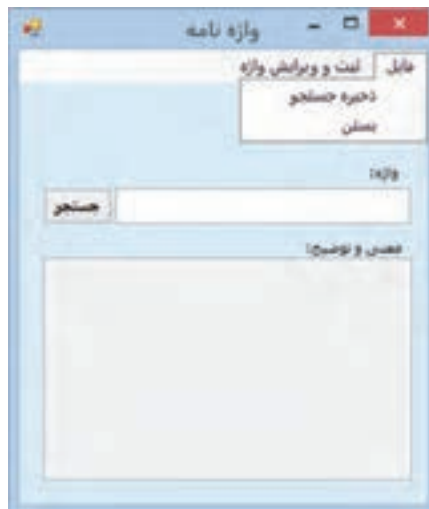 واژه نامه
فایل ثبت و ویرایش واژه
ذخیره جستجو
بستن
واژه:
جستجو
معنی و توضیح: